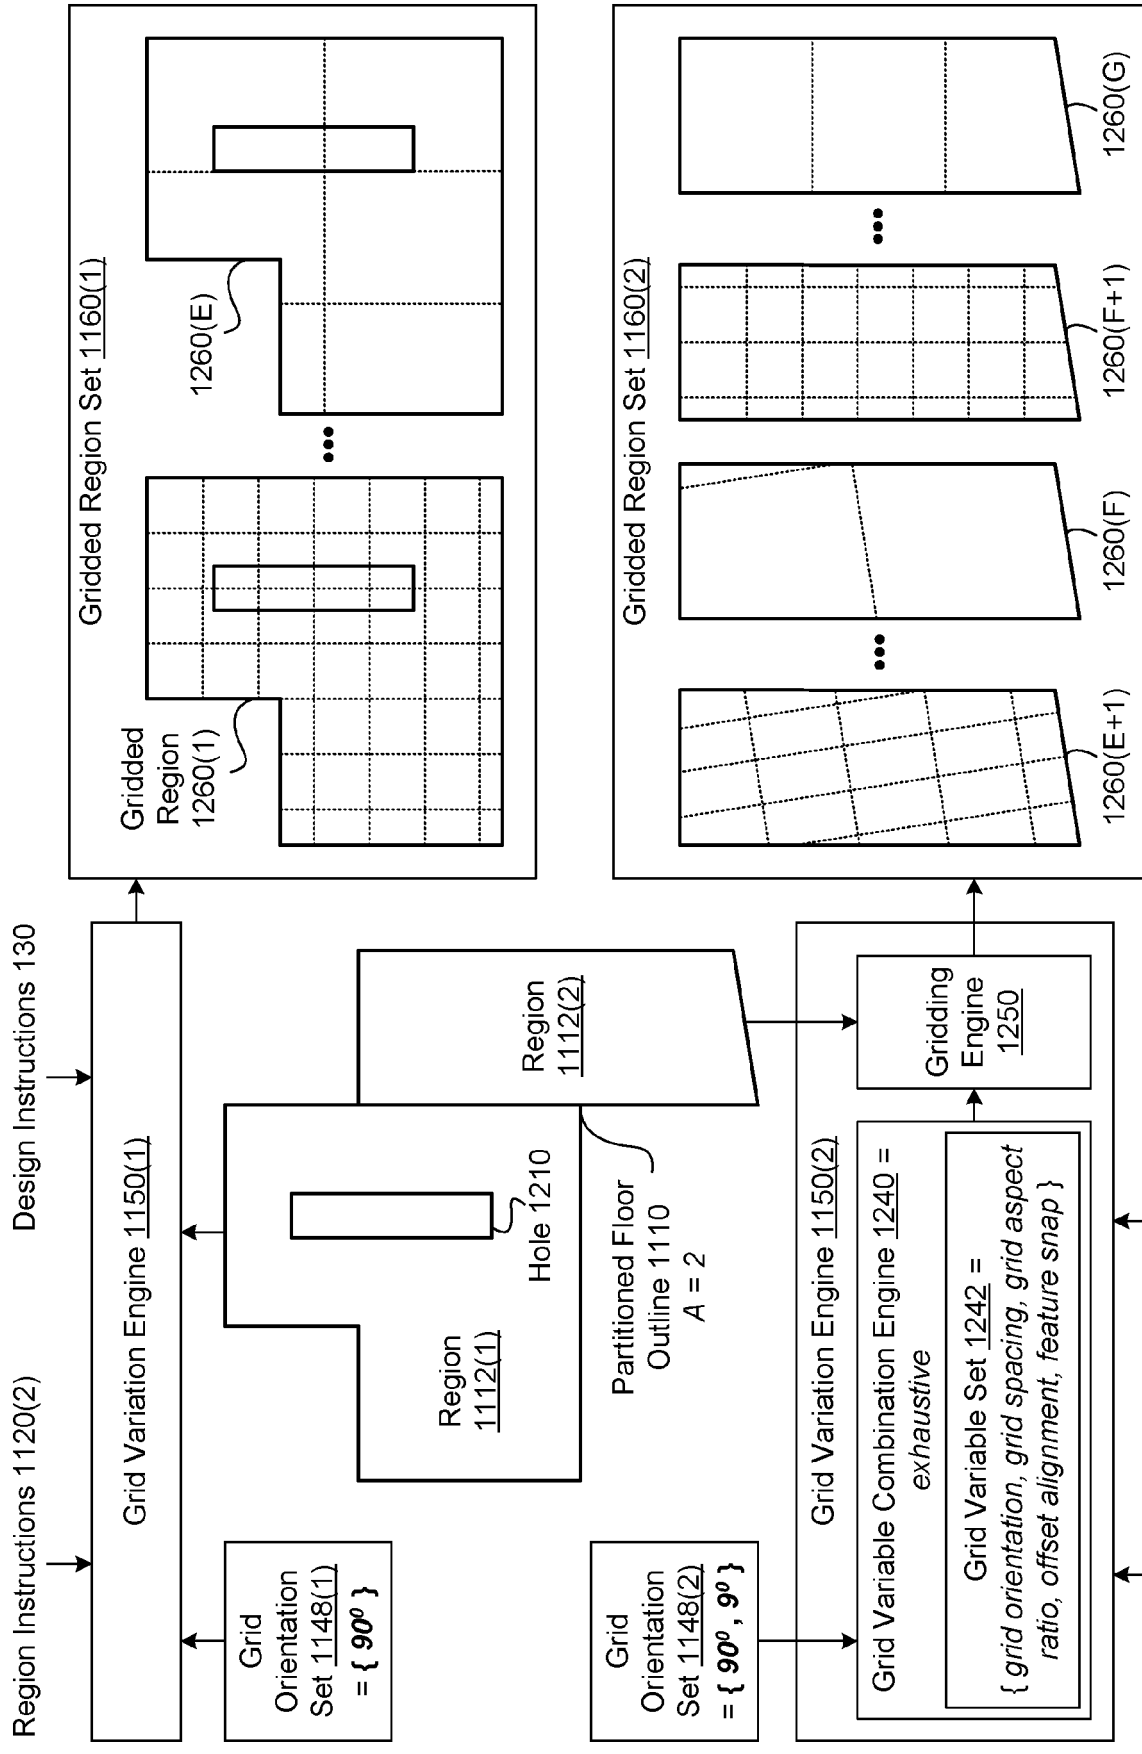 Region Instructions 1120(2)
Design Instructions 130
Grid Variation Engine 1150(1)
Grid
Orientation
Set 1148(1)
= { 90⁰ }
Region
1112(1)
Hole 1210
Region
1112(2)
Partitioned Floor
Outline 1110
A = 2
Grid
Orientation
Set 1148(2)
= { 90⁰ , 9⁰ }
Grid Variation Engine 1150(2)
Grid Variable Combination Engine 1240 =
exhaustive
Grid Variable Set 1242 =
{ grid orientation, grid spacing, grid aspect
ratio, offset alignment, feature snap }
Gridding
Engine
1250
Gridded Region Set 1160(1)
Gridded
Region
1260(1)
1260(E)
Gridded Region Set 1160(2)
1260(E+1)
1260(F)
1260(F+1)
1260(G)